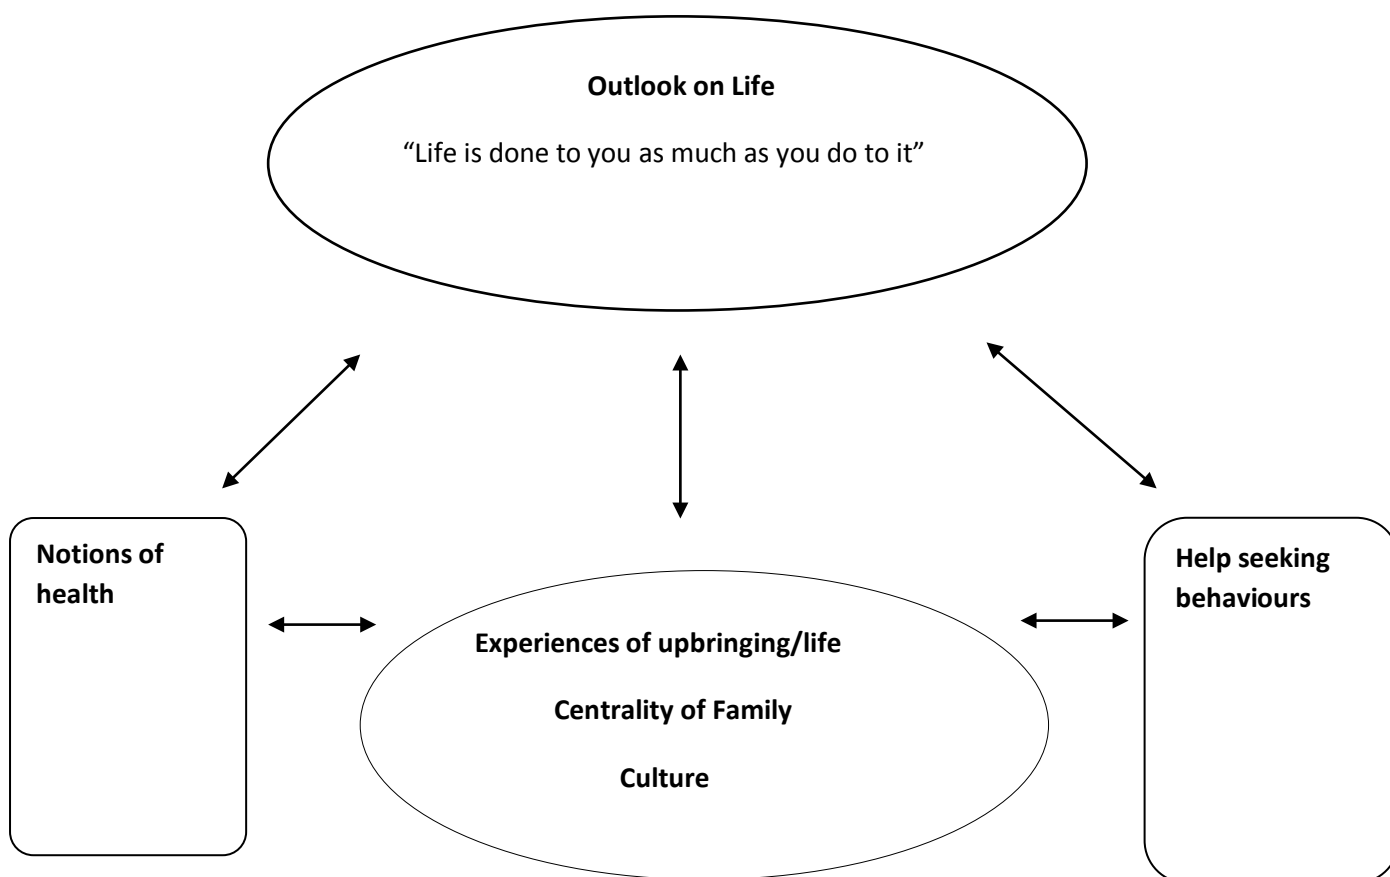 Outlook on Life
“Life is done to you as much as you do to it”
Notions of
health
Experiences of upbringing/life
Centrality of Family
Culture
Help seeking
behaviours